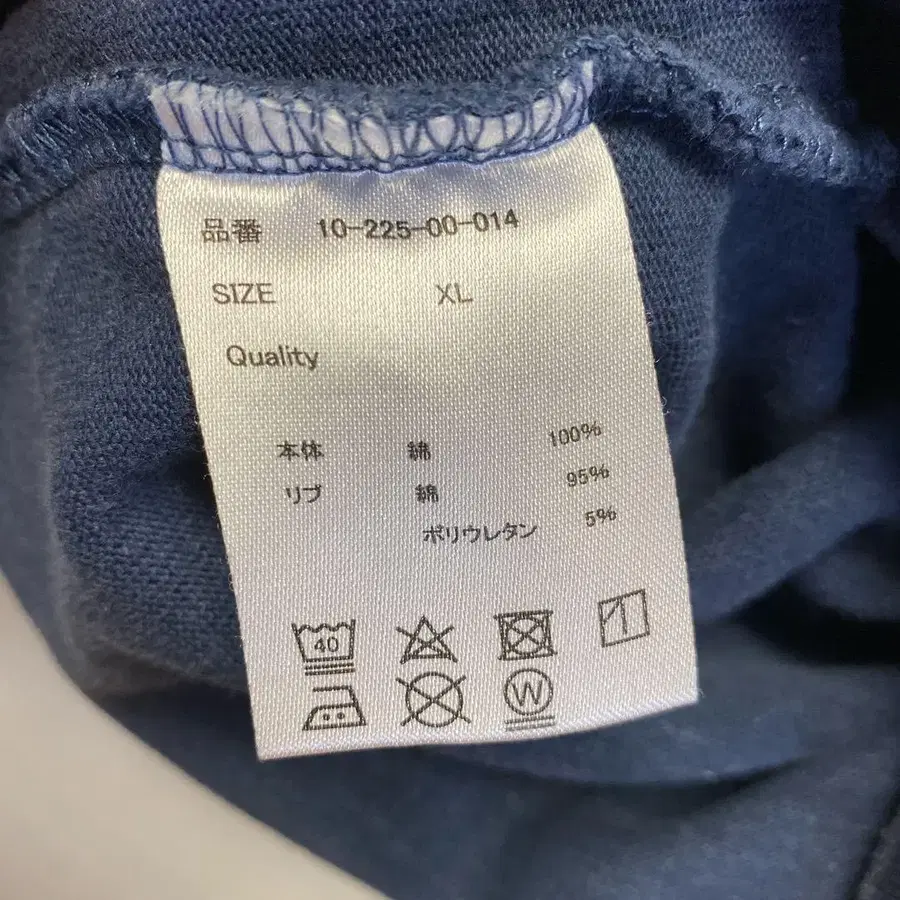 品番 10-225-00-014
SIZE XL
Quality
本体 綿 100%
リブ 綿 95%
ポリウレタン 5%
40
W